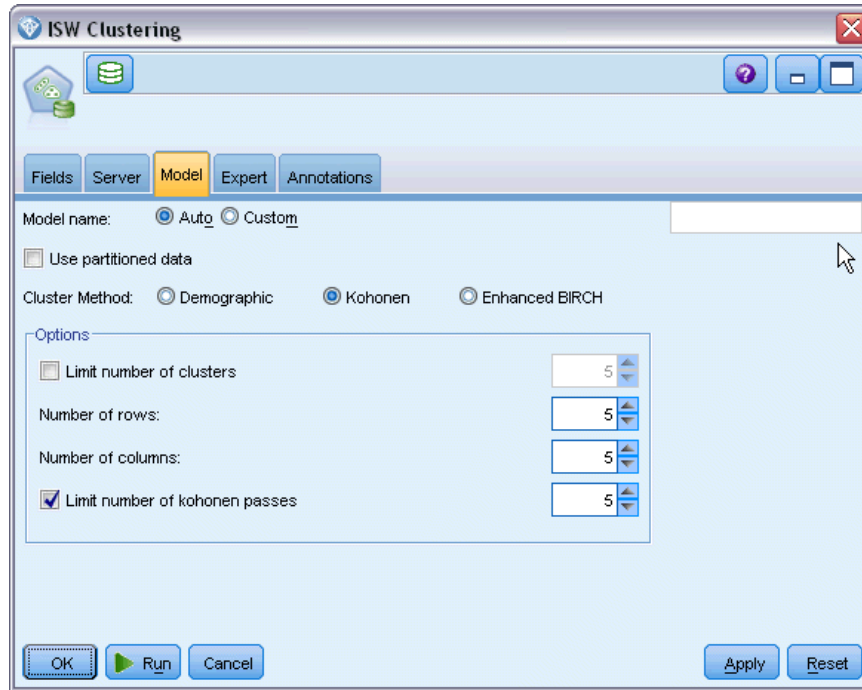 ISW Clustering
?
Fields Server Model Expert Annotations
Model name: Auto Custom
Use partitioned data
Cluster Method: Demographic Kohonen Enhanced BIRCH
Options
Limit number of clusters 5
Number of rows: 5
Number of columns: 5
Limit number of kohonen passes 5
OK Run Cancel Apply Reset